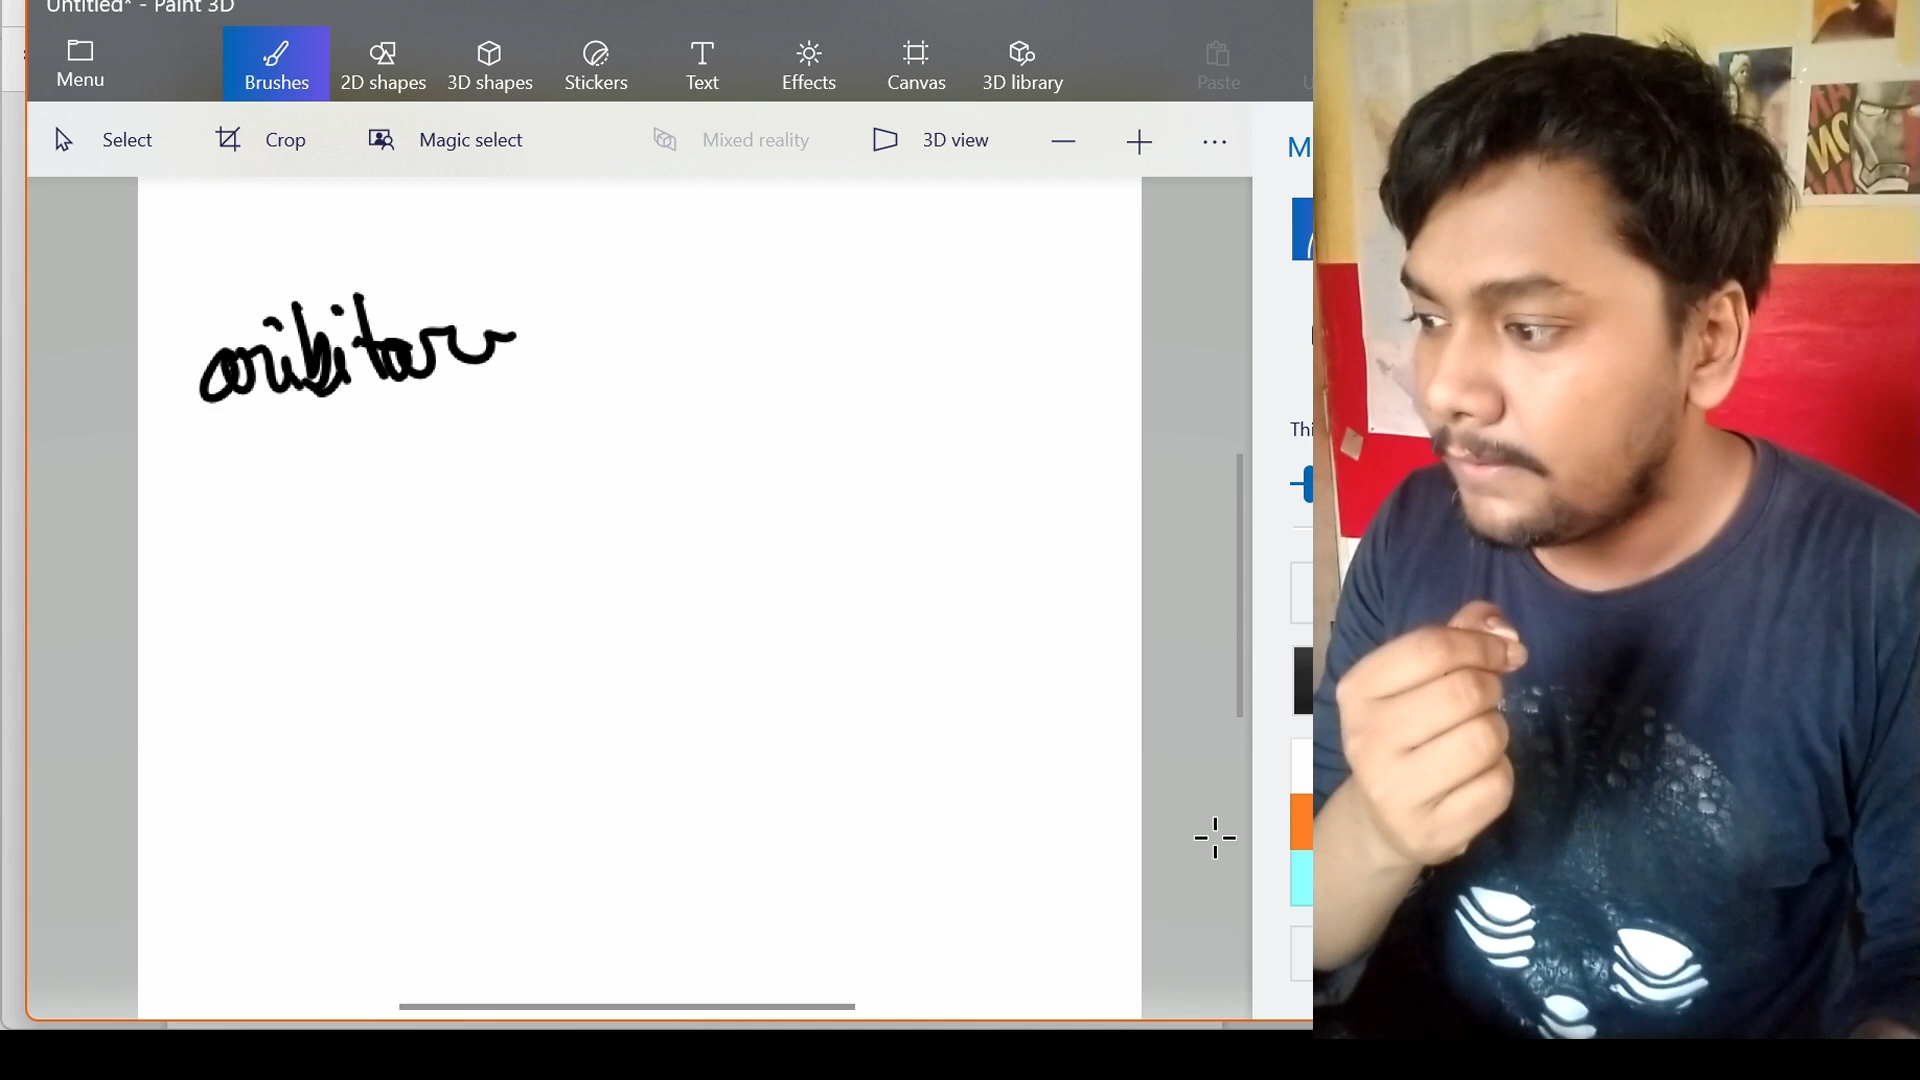 Untitled* - Paint 3D
Menu
Brushes
2D shapes
3D shapes
Stickers
Text
Effects
Canvas
3D library
Paste
U
Select
Crop
Magic select
Mixed reality
3D view
M
Thi